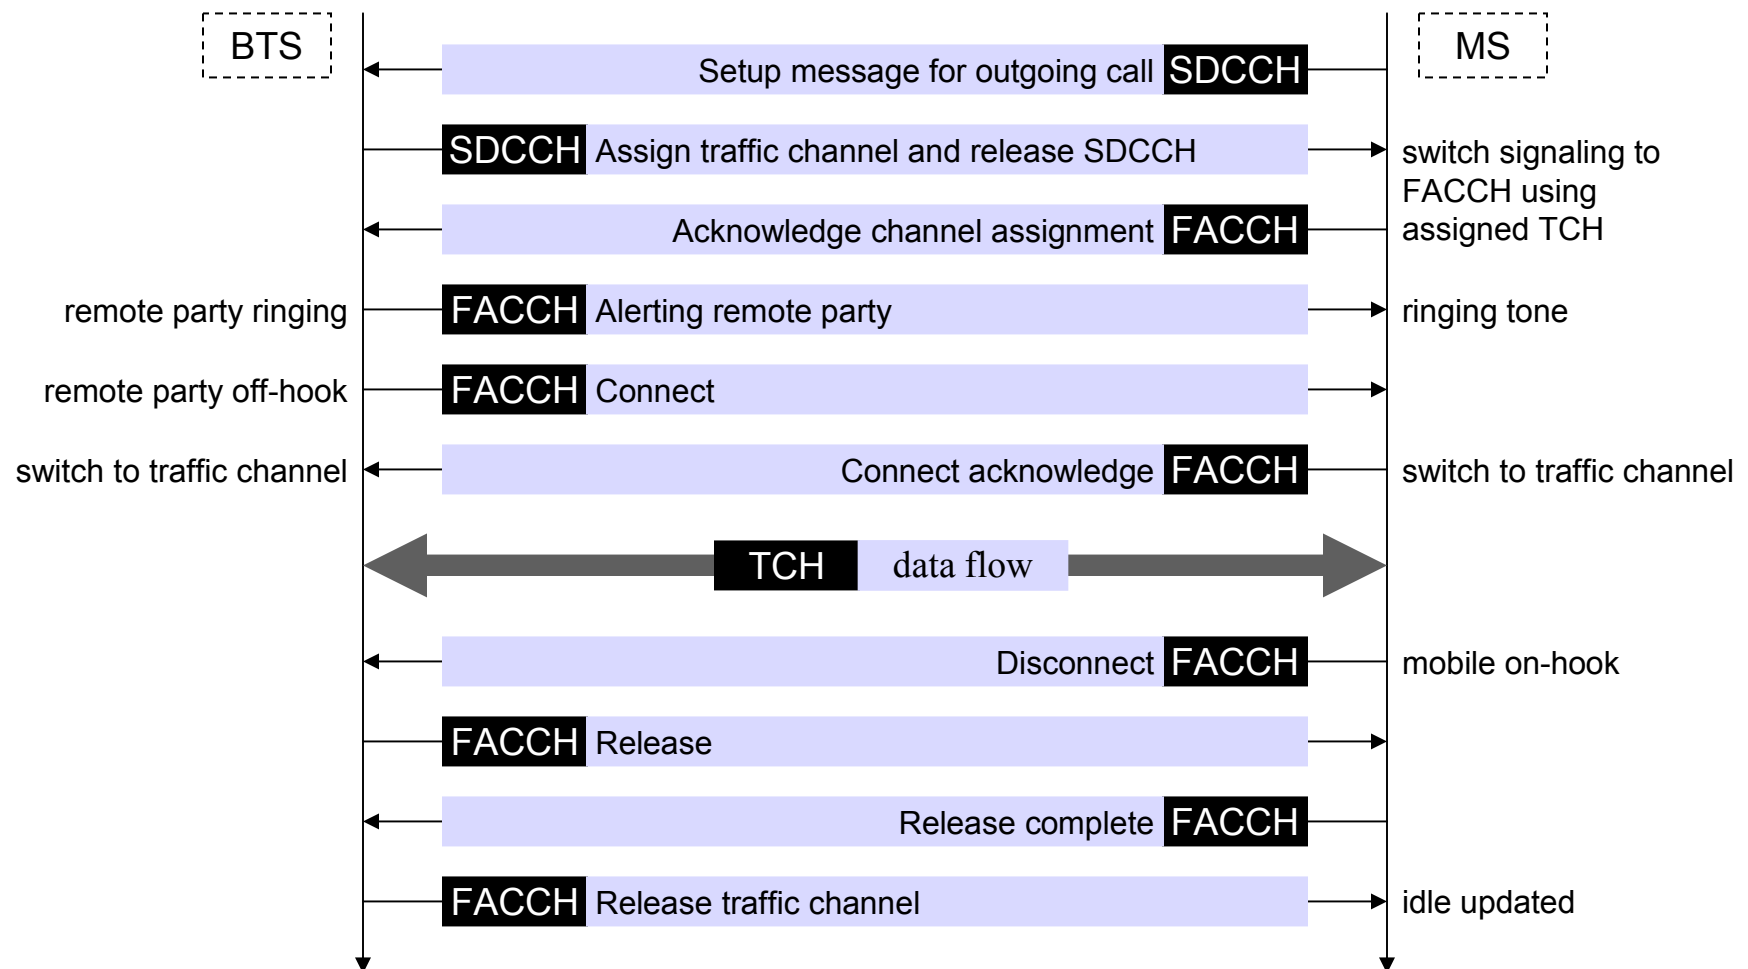 BTS
MS
Setup message for outgoing call SDCCH
SDCCH Assign traffic channel and release SDCCH
switch signaling to
FACCH using
assigned TCH
Acknowledge channel assignment FACCH
remote party ringing
FACCH Alerting remote party
ringing tone
remote party off-hook
FACCH Connect
switch to traffic channel
Connect acknowledge FACCH
switch to traffic channel
TCH data flow
Disconnect FACCH
mobile on-hook
FACCH Release
Release complete FACCH
FACCH Release traffic channel
idle updated